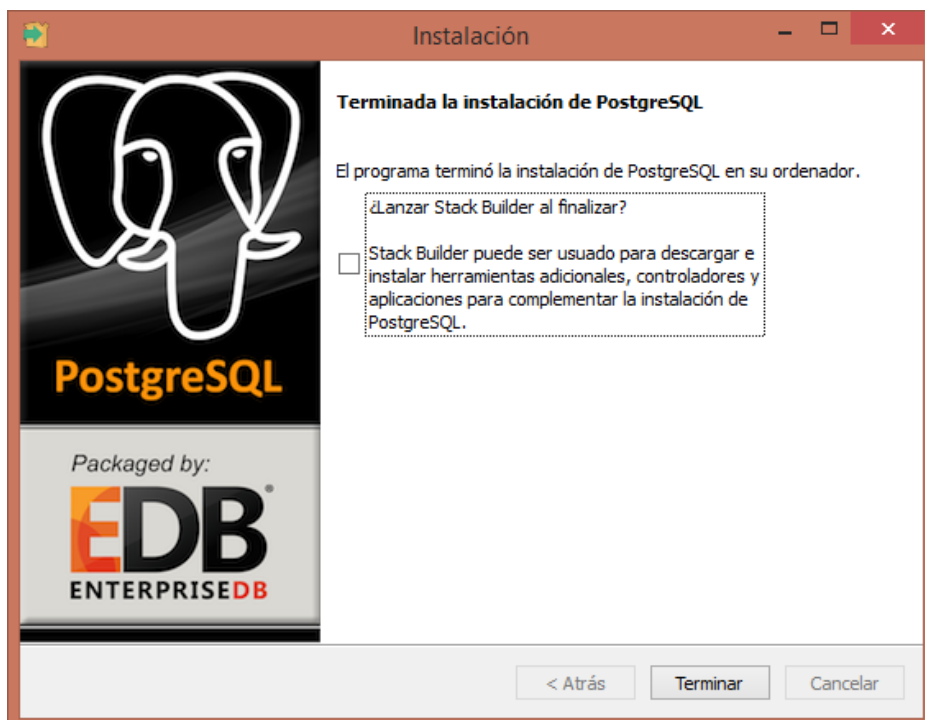 Instalación
Terminada la instalación de PostgreSQL
El programa terminó la instalación de PostgreSQL en su ordenador.
¿Lanzar Stack Builder al finalizar?
Stack Builder puede ser usado para descargar e
instalar herramientas adicionales, controladores y
aplicaciones para complementar la instalación de
PostgreSQL.
PostgreSQL
Packaged by:
EDB®
ENTERPRISEDB
< Atrás
Terminar
Cancelar